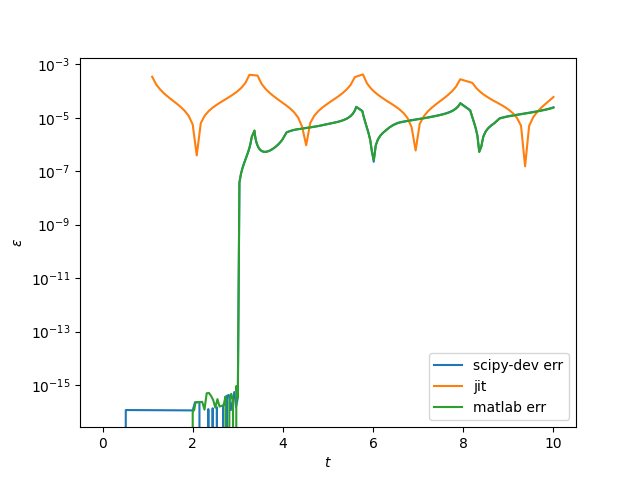 10⁻³
10⁻⁵
10⁻⁷
10⁻⁹
10⁻¹¹
10⁻¹³
10⁻¹⁵
ε
scipy-dev err
jit
matlab err
0 2 4 6 8 10
t